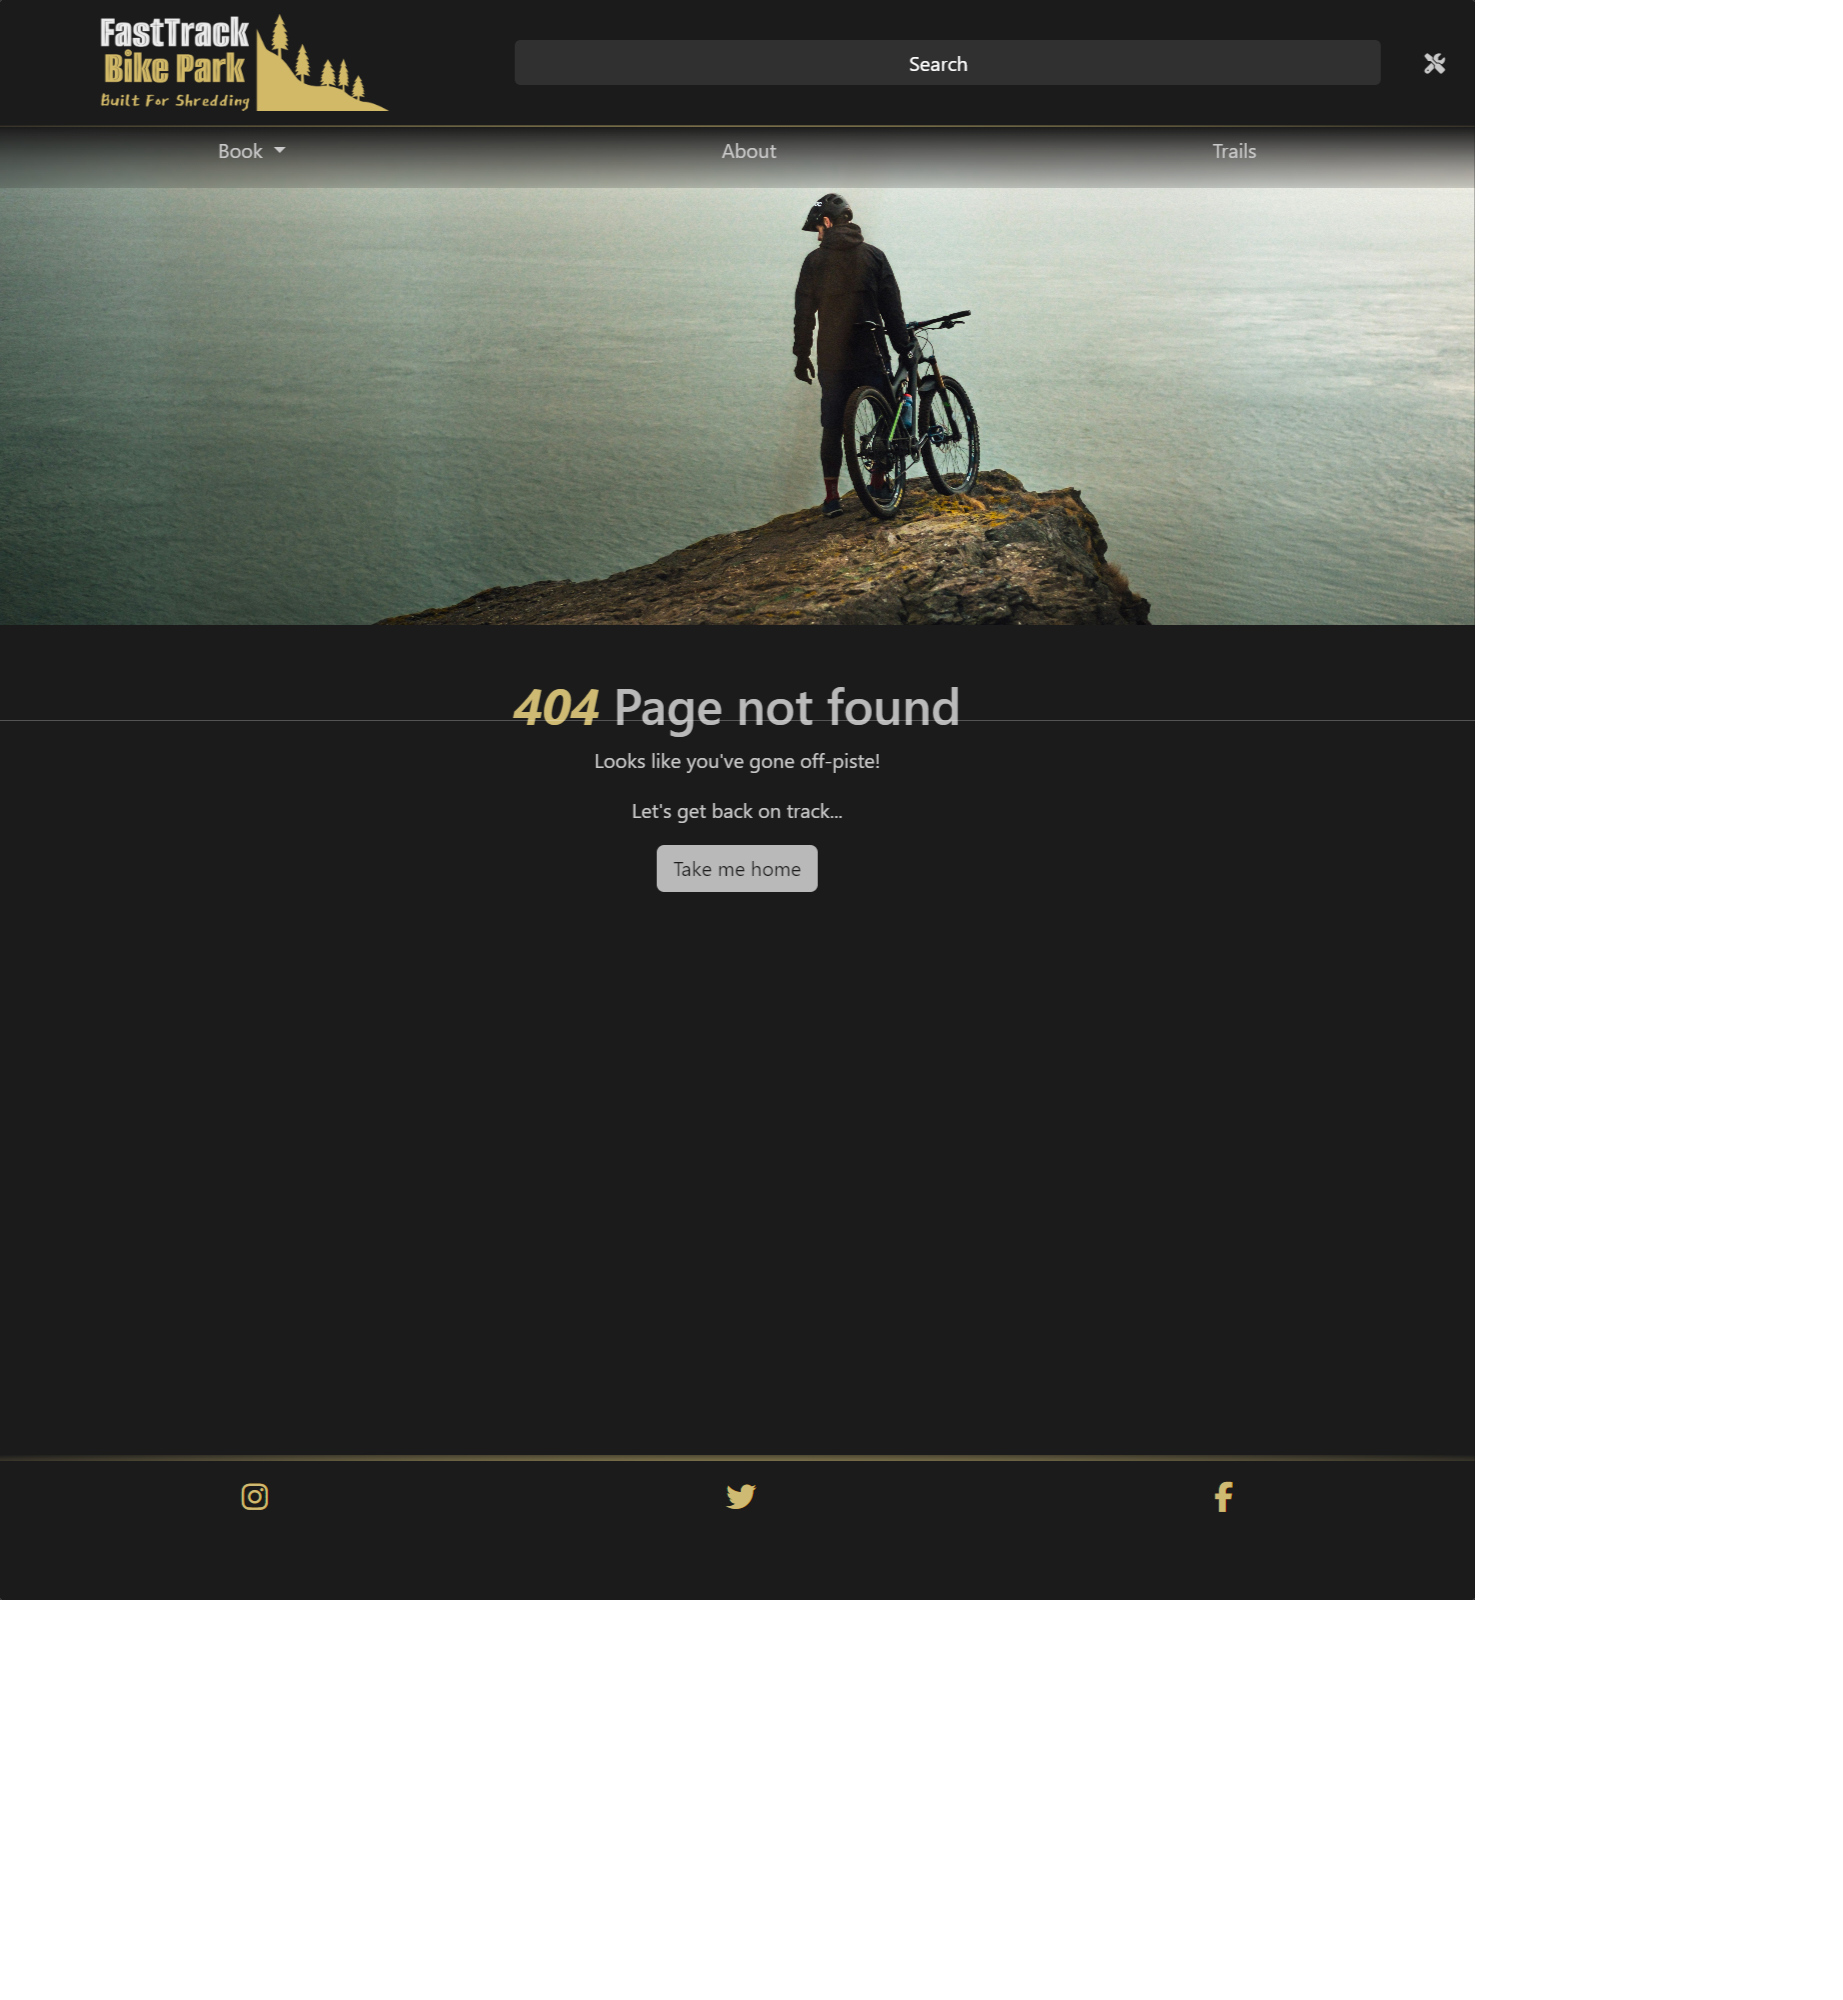 FastTrack
Bike Park
Built For Shredding
Search
Book
About
Trails
404 Page not found
Looks like you've gone off-piste!
Let's get back on track...
Take me home